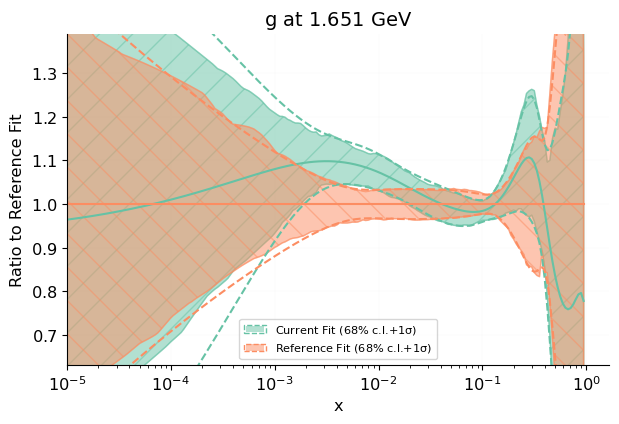 g at 1.651 GeV
Ratio to Reference Fit
1.3
1.2
1.1
1.0
0.9
0.8
0.7
Current Fit (68% c.l.+1σ)
Reference Fit (68% c.l.+1σ)
10⁻⁵ 10⁻⁴ 10⁻³ 10⁻² 10⁻¹ 10⁰
x